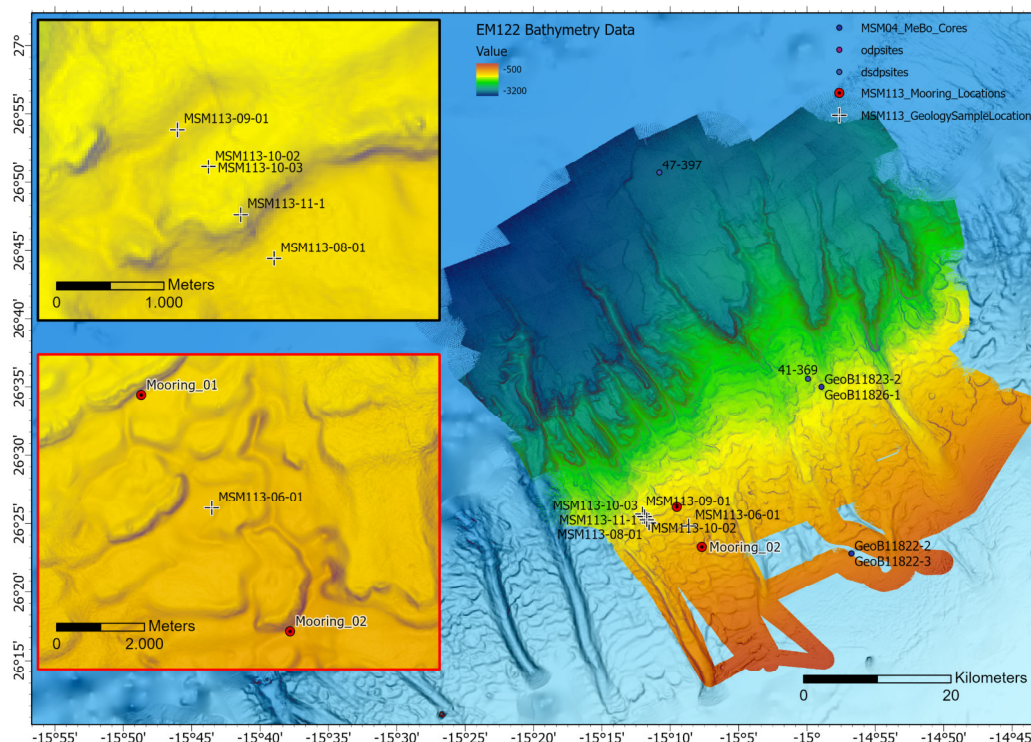 EM122 Bathymetry Data
Value
-500
-3200
MSM04_MeBo_Cores
odpsites
dsdpsites
MSM113_Mooring_Locations
MSM113_GeologySampleLocation
MSM113-09-01
MSM113-10-02
MSM113-10-03
MSM113-11-1
MSM113-08-01
Meters
0 1.000
Mooring_01
MSM113-06-01
Mooring_02
Meters
0 2.000
47-397
41-369
GeoB11823-2
GeoB11826-1
MSM113-10-03
MSM113-09-01
MSM113-11-1
MSM113-06-01
MSM113-10-02
MSM113-08-01
Mooring_02
GeoB11822-2
GeoB11822-3
Kilometers
0 20
27°
26°55'
26°50'
26°45'
26°40'
26°35'
26°30'
26°25'
26°20'
26°15'
-15°55' -15°50' -15°45' -15°40' -15°35' -15°30' -15°25' -15°20' -15°15' -15°10' -15°05' -15° -14°55' -14°50' -14°45'